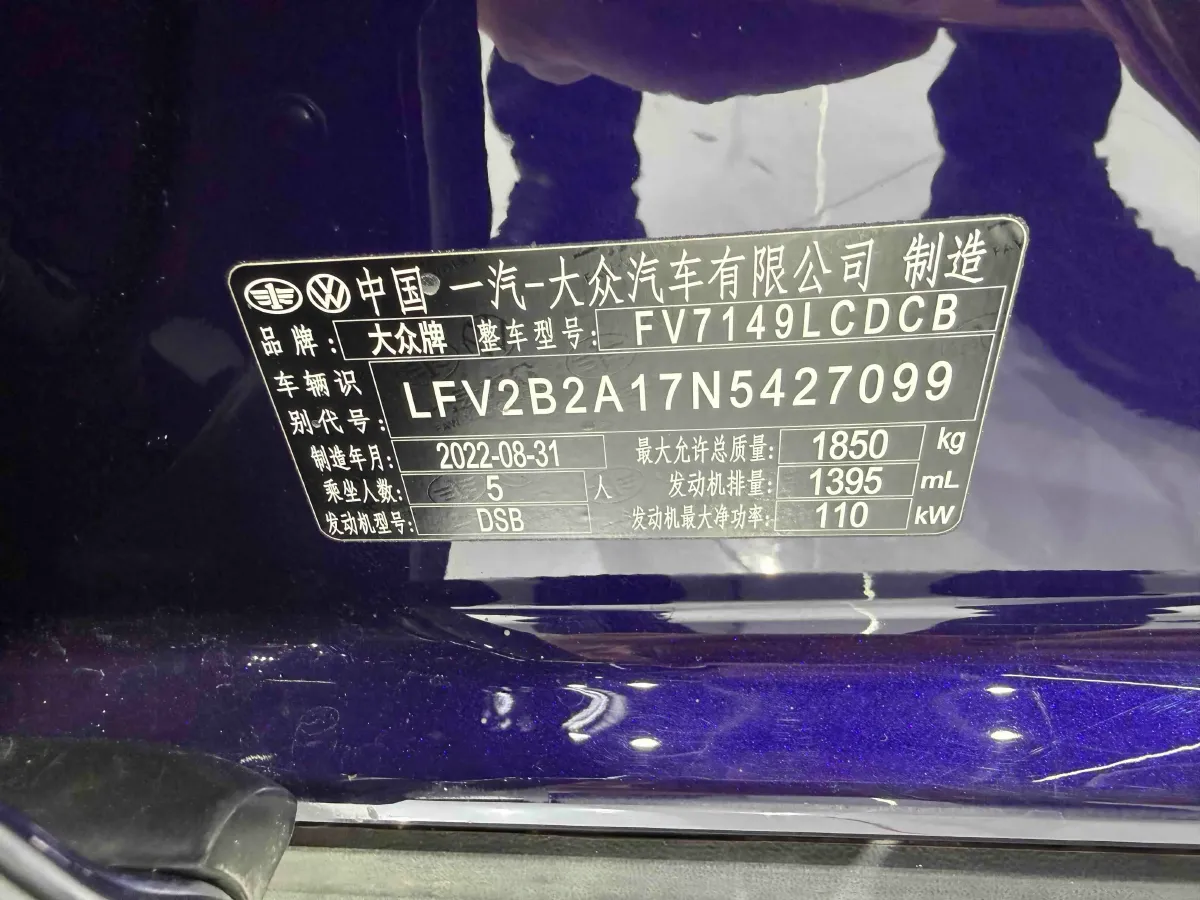 中国 一汽-大众汽车有限公司 制造
品牌: 大众牌 整车型号: FV7149LCDCB
车辆识别代号: LFV2B2A17N5427099
制造年月: 2022-08-31 最大允许总质量: 1850 kg
乘坐人数: 5 人 发动机排量: 1395 mL
发动机型号: DSB 发动机最大净功率: 110 kW